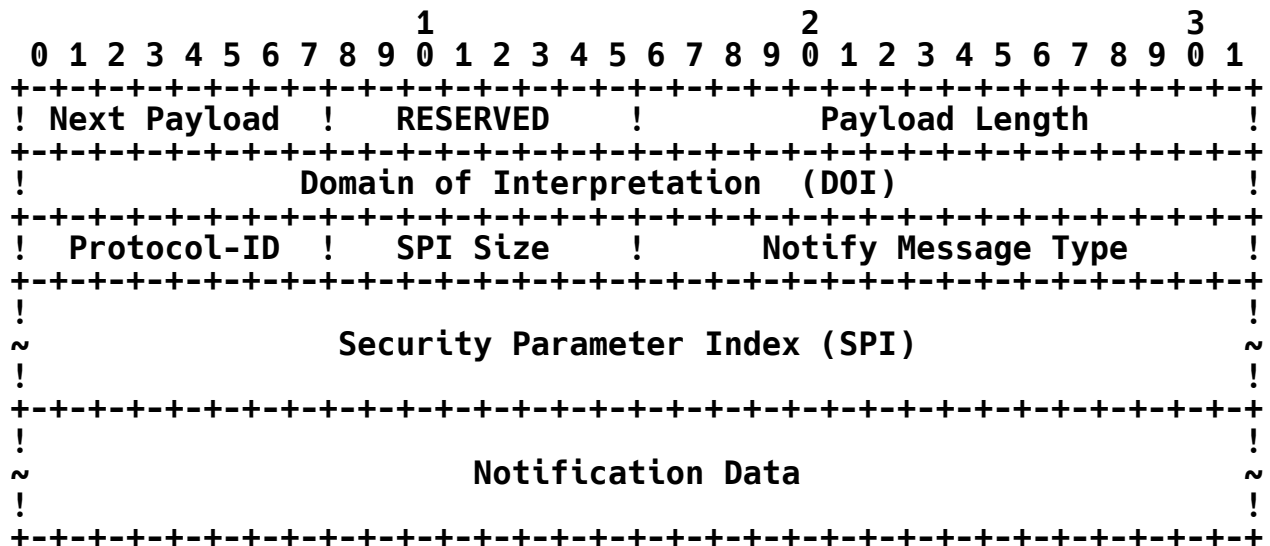 1                   2                   3
 0 1 2 3 4 5 6 7 8 9 0 1 2 3 4 5 6 7 8 9 0 1 2 3 4 5 6 7 8 9 0 1
+-+-+-+-+-+-+-+-+-+-+-+-+-+-+-+-+-+-+-+-+-+-+-+-+-+-+-+-+-+-+-+-+
! Next Payload  !   RESERVED    !         Payload Length        !
+-+-+-+-+-+-+-+-+-+-+-+-+-+-+-+-+-+-+-+-+-+-+-+-+-+-+-+-+-+-+-+-+
!              Domain of Interpretation  (DOI)                  !
+-+-+-+-+-+-+-+-+-+-+-+-+-+-+-+-+-+-+-+-+-+-+-+-+-+-+-+-+-+-+-+-+
!  Protocol-ID  !   SPI Size    !      Notify Message Type      !
+-+-+-+-+-+-+-+-+-+-+-+-+-+-+-+-+-+-+-+-+-+-+-+-+-+-+-+-+-+-+-+-+
!                                                               !
~                Security Parameter Index (SPI)                 ~
!                                                               !
+-+-+-+-+-+-+-+-+-+-+-+-+-+-+-+-+-+-+-+-+-+-+-+-+-+-+-+-+-+-+-+-+
!                                                               !
~                       Notification Data                       ~
!                                                               !
+-+-+-+-+-+-+-+-+-+-+-+-+-+-+-+-+-+-+-+-+-+-+-+-+-+-+-+-+-+-+-+-+